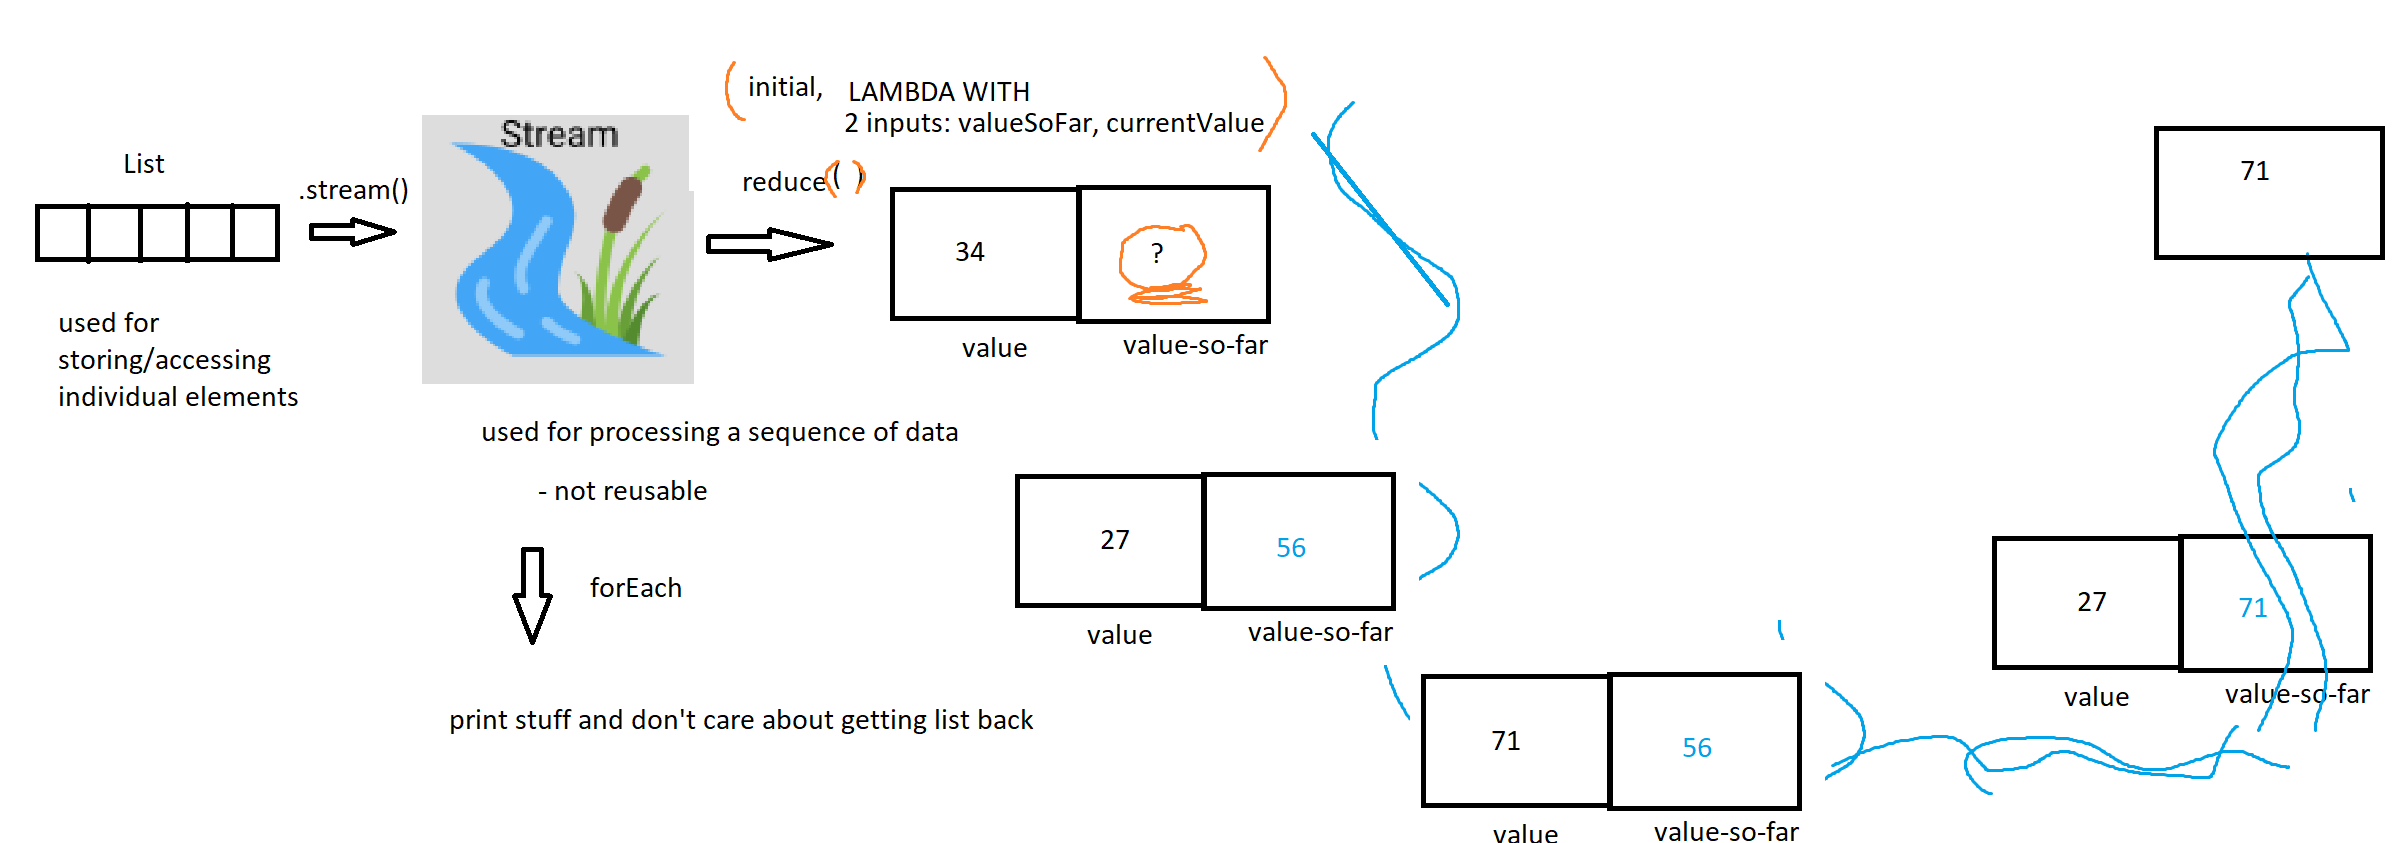 List
used for
storing/accessing
individual elements
.stream()
Stream
(initial, LAMBDA WITH
2 inputs: valueSoFar, currentValue)
reduce( )
34
?
value
value-so-far
used for processing a sequence of data
- not reusable
forEach
print stuff and don't care about getting list back
27
56
value
value-so-far
71
56
value
value-so-far
27
71
value
value-so-far
71